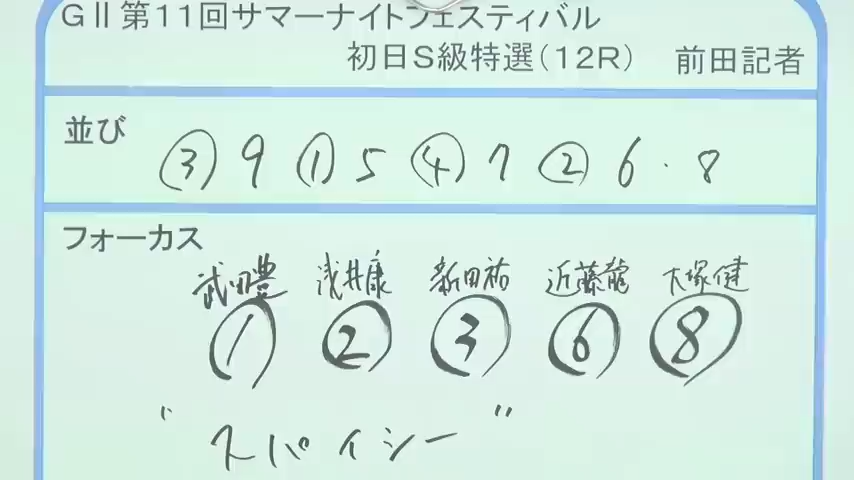 GⅡ第11回サマーナイトフェスティバル
初日S級特選(12R) 前田記者
並び
③ 9 ① 5 ④ 7 ② 6・8
フォーカス
武田豊 浅井康 新田祐 近藤龍 大塚健
① ② ③ ⑥ ⑧
"スパイシー"